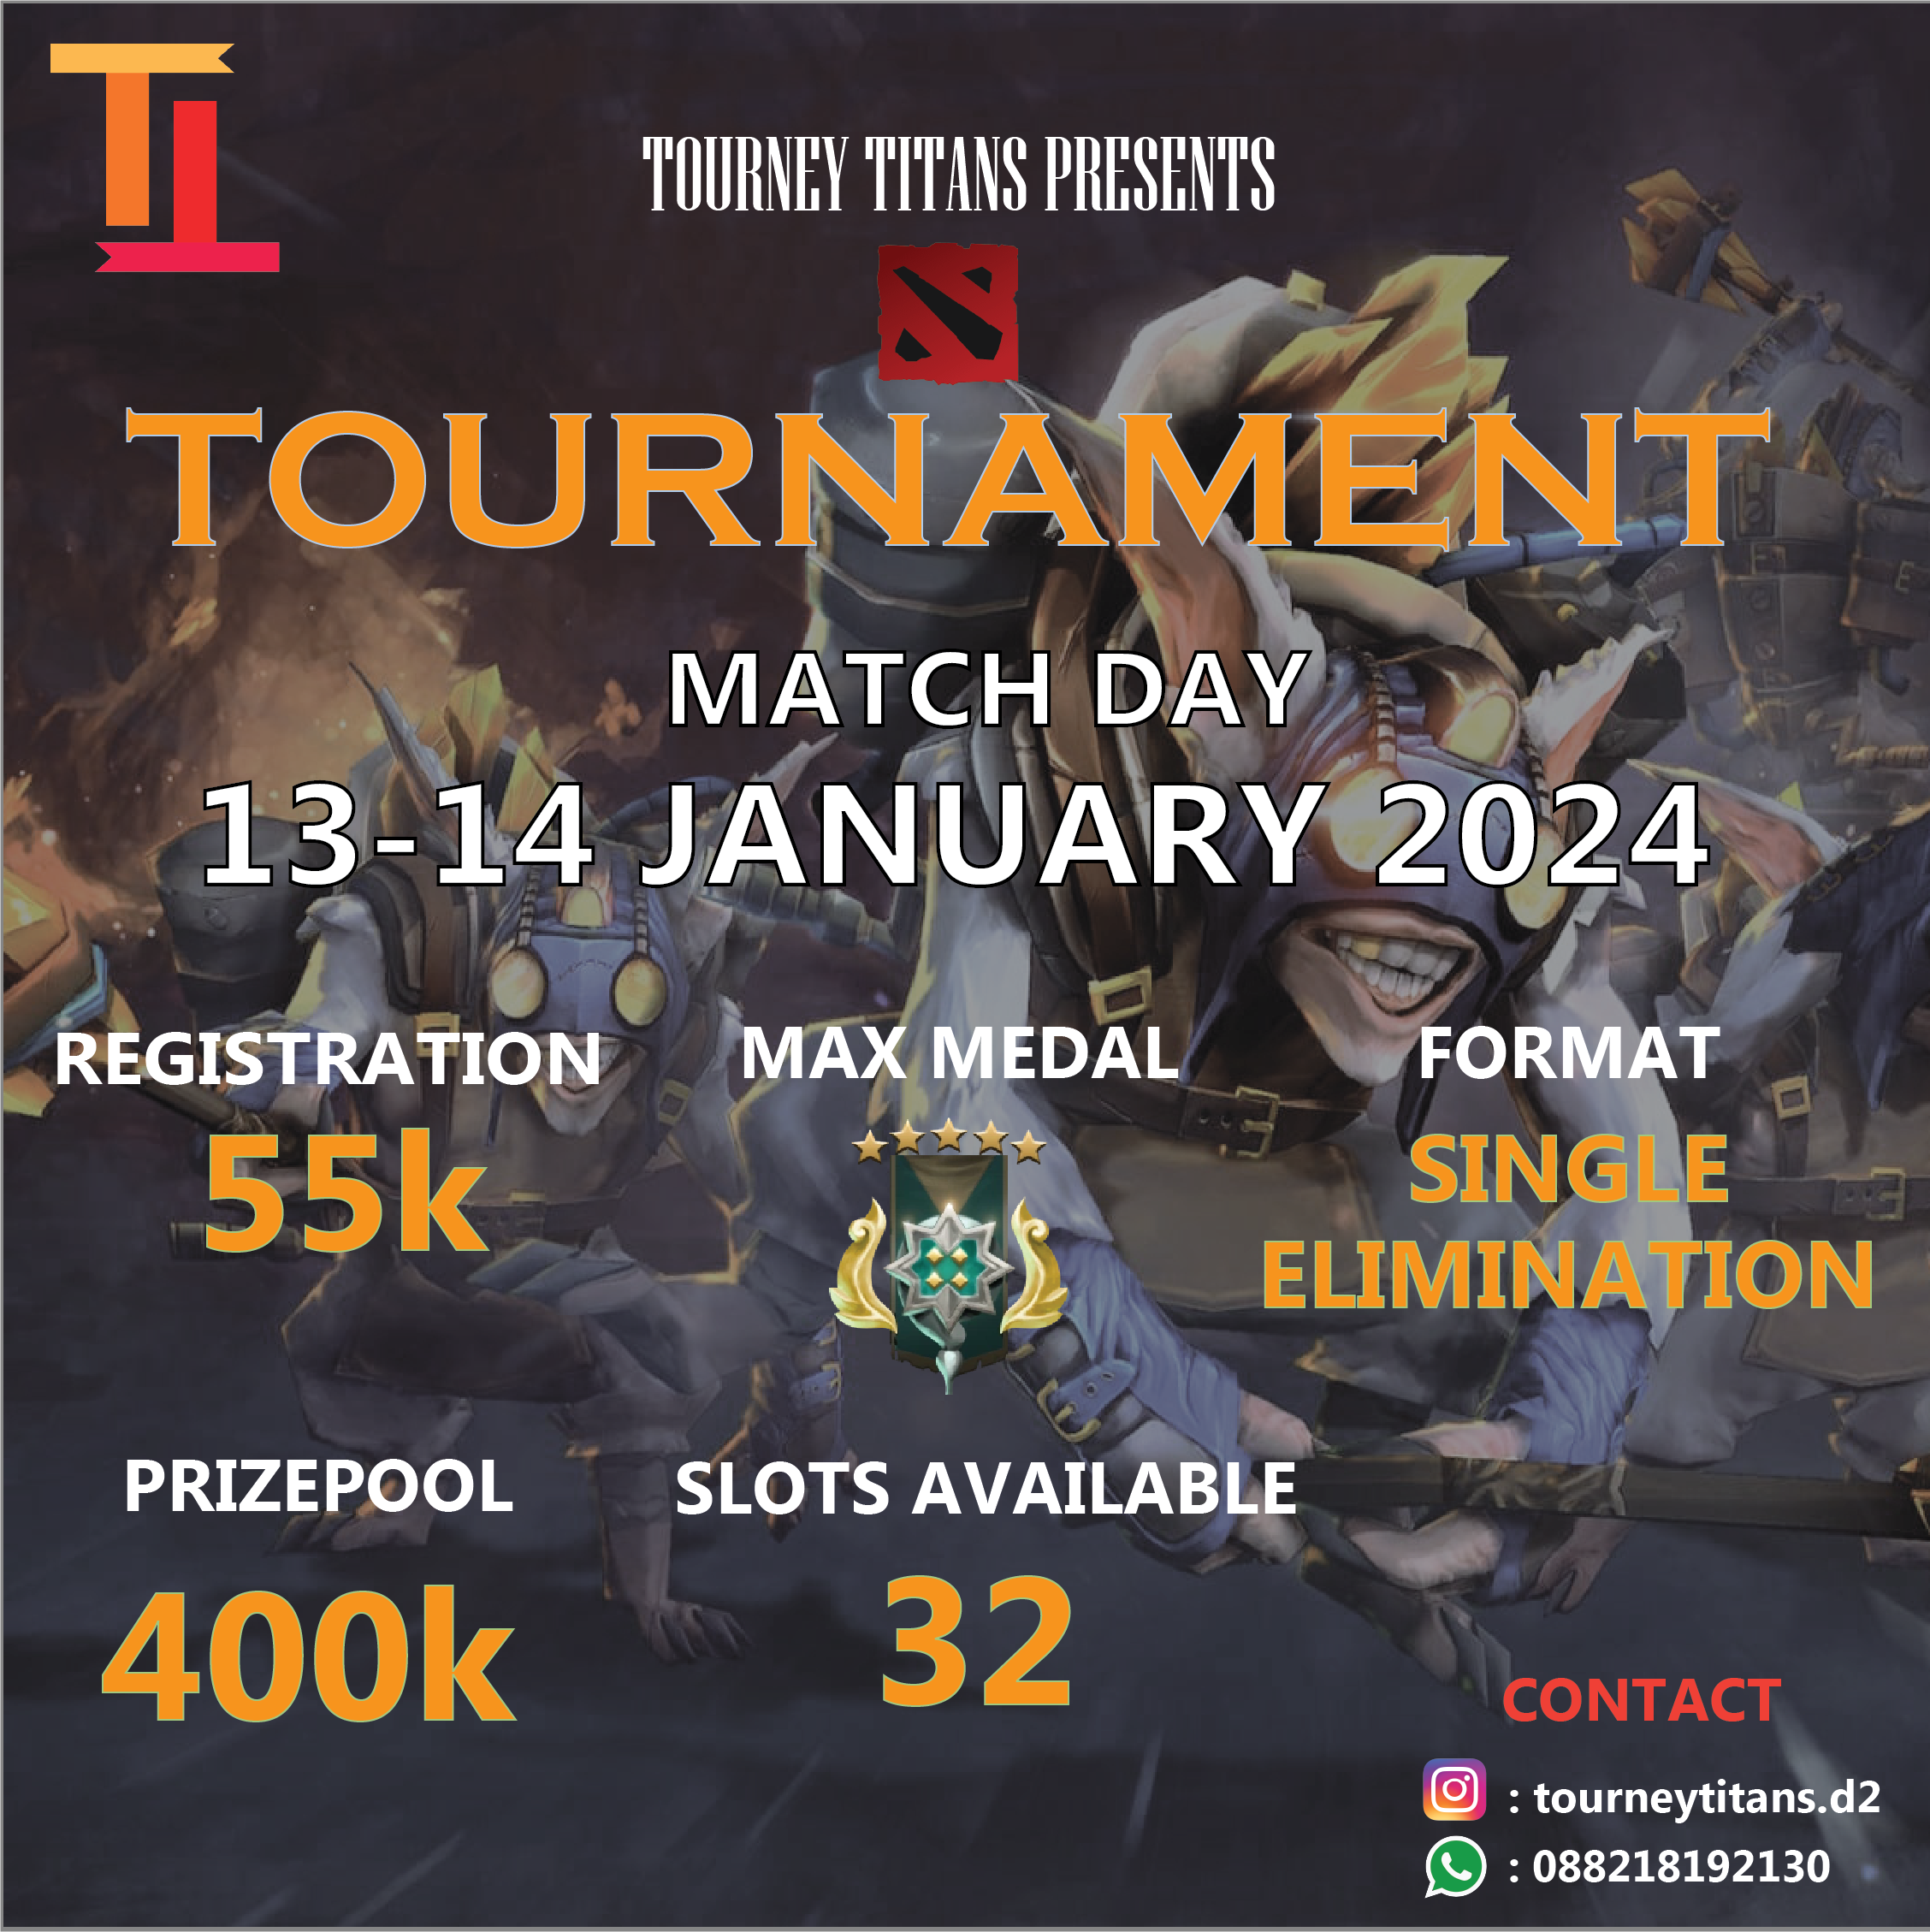 TOURNEY TITANS PRESENTS
TOURNAMENT
MATCH DAY
13-14 JANUARY 2024
REGISTRATION
55k
MAX MEDAL
FORMAT
SINGLE
ELIMINATION
PRIZEPOOL
400k
SLOTS AVAILABLE
32
CONTACT
: tourneytitans.d2
: 088218192130